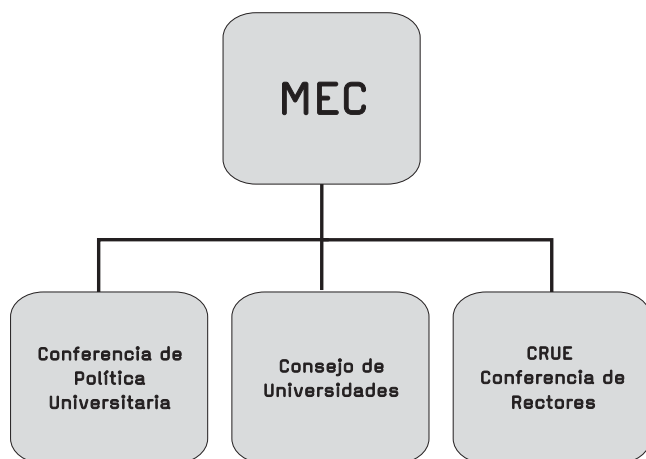 MEC
Conferencia de
Política
Universitaria
Consejo de
Universidades
CRUE
Conferencia de
Rectores